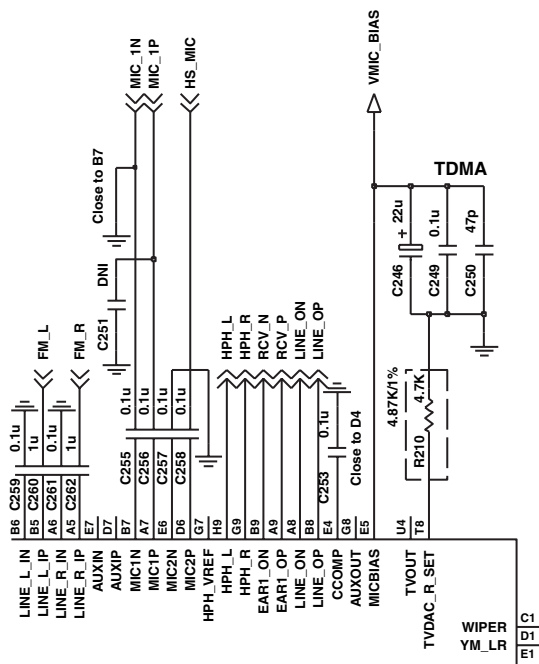 MIC_1N
MIC_1P
HS_MIC
VMIC_BIAS
TDMA
Close to B7
DNI
C251
+ 22u
0.1u
47p
C246
C249
C250
FM_L
FM_R
HPH_L
HPH_R
RCV_N
RCV_P
LINE_ON
LINE_OP
4.87K/1%
4.7K
R210
0.1u
1u
0.1u
1u
C259
C260
C261
C262
0.1u
0.1u
0.1u
0.1u
C255
C256
C257
C258
0.1u
C253
Close to D4
B6
B5
A6
A5
E7
D7
B7
A7
E6
D6
G7
H9
G9
B9
A9
A8
B8
E4
G8
E5
U4
T8
LINE_L_IN
LINE_L_IP
LINE_R_IN
LINE_R_IP
AUXIN
AUXIP
MIC1N
MIC1P
MIC2N
MIC2P
HPH_VREF
HPH_L
HPH_R
EAR1_ON
EAR1_OP
LINE_ON
LINE_OP
CCOMP
AUXOUT
MICBIAS
TVOUT
TVDAC_R_SET
WIPER
C1
YM_LR
D1
E1